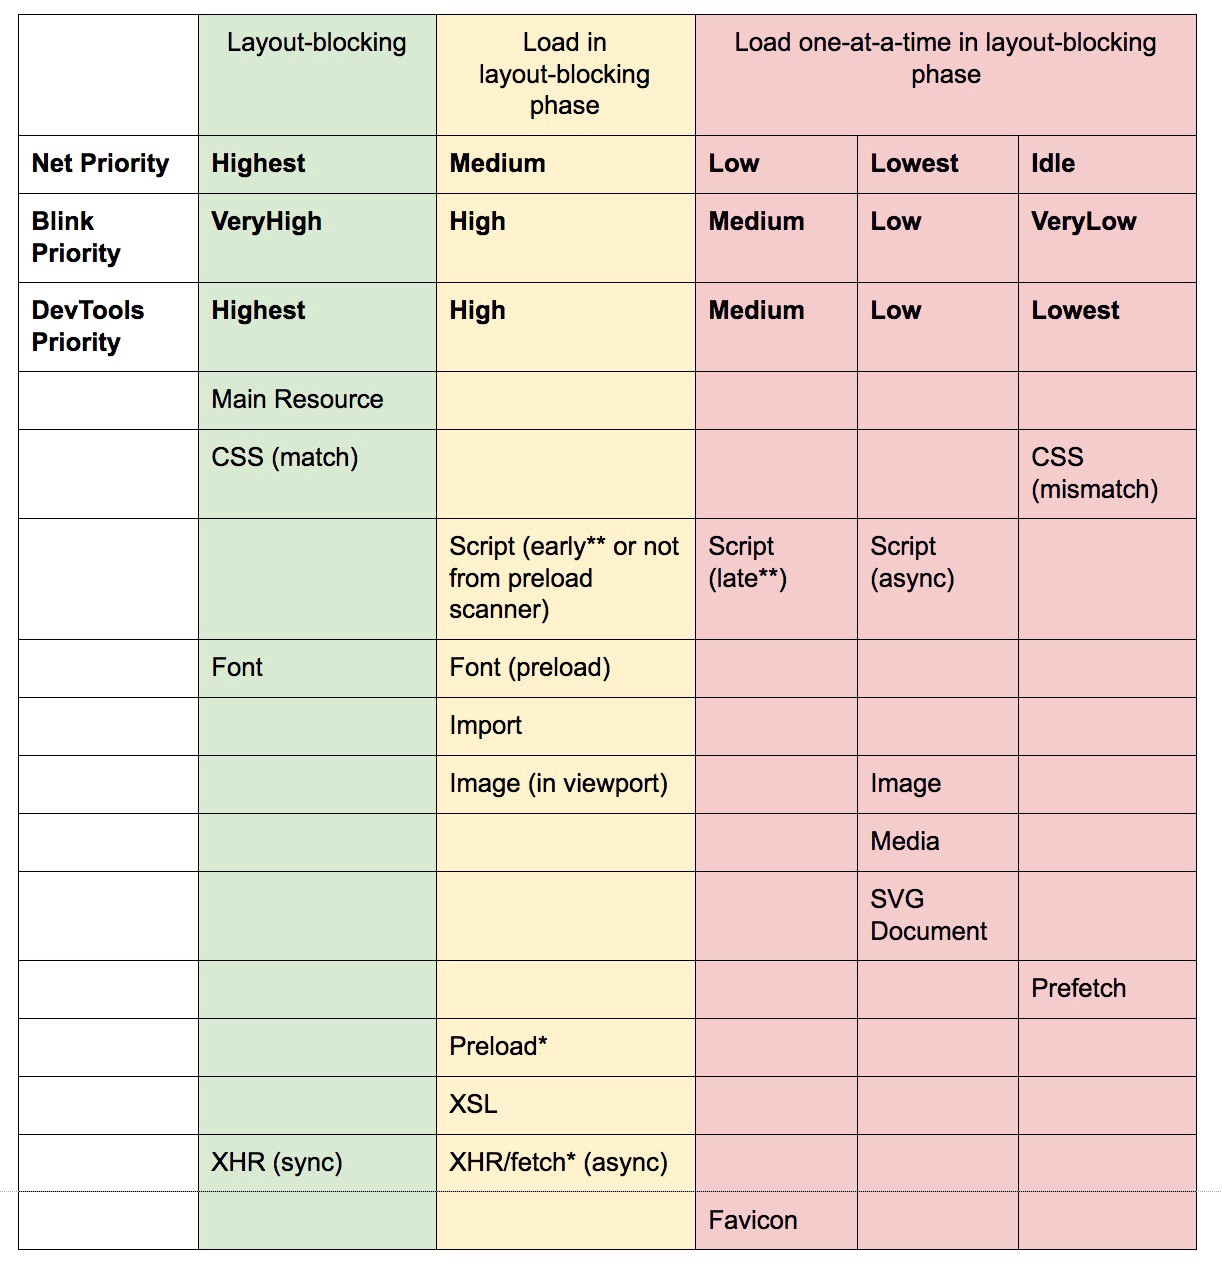 Layout-blocking
Load in
layout-blocking
phase
Load one-at-a-time in layout-blocking
phase
Net Priority
Highest
Medium
Low
Lowest
Idle
Blink
Priority
VeryHigh
High
Medium
Low
VeryLow
DevTools
Priority
Highest
High
Medium
Low
Lowest
Main Resource
CSS (match)
CSS
(mismatch)
Script (early** or not
from preload
scanner)
Script
(late**)
Script
(async)
Font
Font (preload)
Import
Image (in viewport)
Image
Media
SVG
Document
Prefetch
Preload*
XSL
XHR (sync)
XHR/fetch* (async)
Favicon